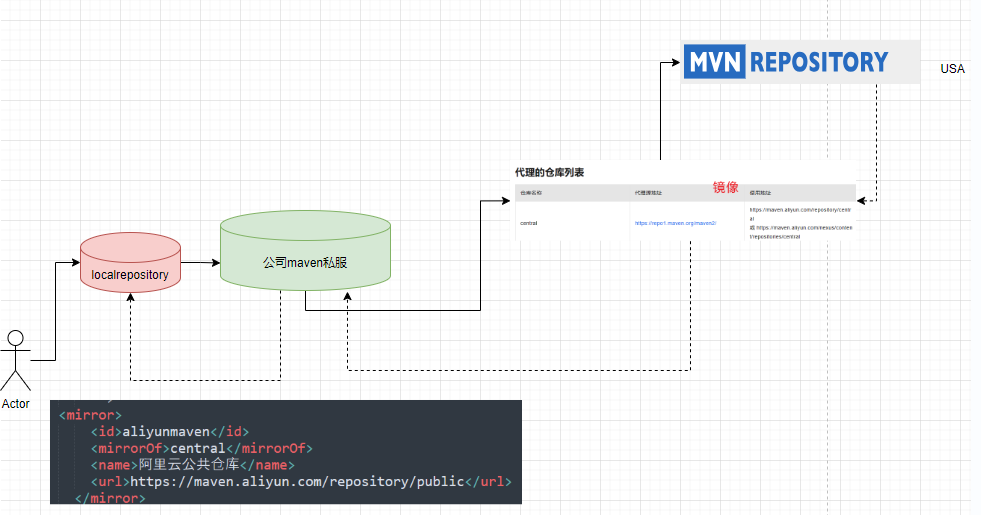 MVN REPOSITORY
USA
代理的仓库列表
镜像
仓库名称
代理源地址
使用地址
central
https://repo1.maven.org/maven2/
https://maven.aliyun.com/repository/centr
al
或 https://maven.aliyun.com/nexus/conten
t/repositories/central
公司maven私服
localrepository
Actor
<mirror>
<id>aliyunmaven</id>
<mirrorOf>central</mirrorOf>
<name>阿里云公共仓库</name>
<url>https://maven.aliyun.com/repository/public</url>
</mirror>